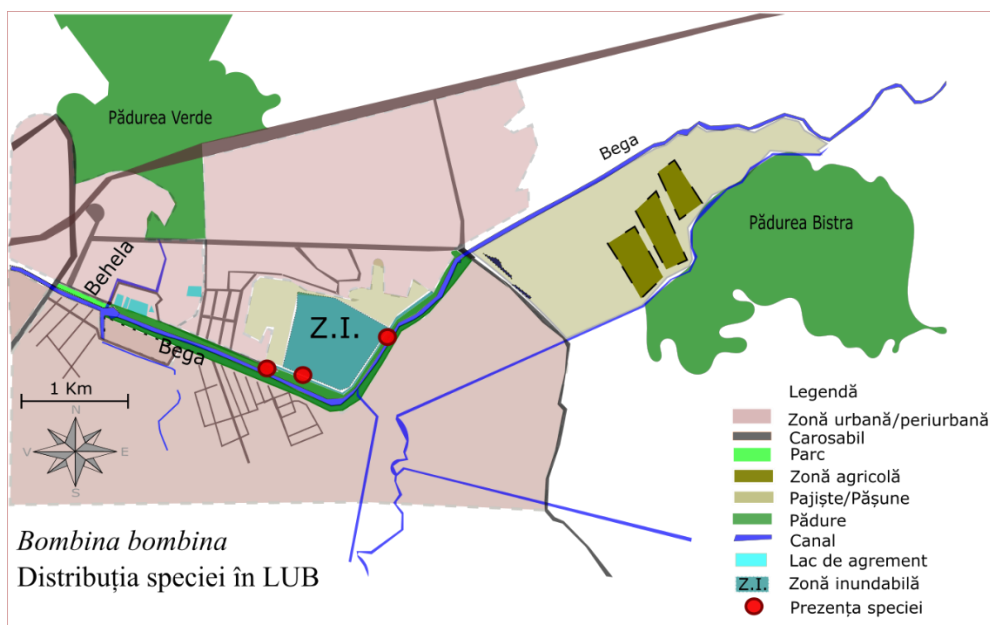 Pădurea Verde
Bega
Pădurea Bistra
Behela
Z.I.
Bega
1 Km
N
V E
S
Legendă
Zonă urbană/periurbană
Carosabil
Parc
Zonă agricolă
Pajiște/Pășune
Pădure
Canal
Lac de agrement
Z.I. Zonă inundabilă
Prezența speciei
Bombina bombina
Distribuția speciei în LUB